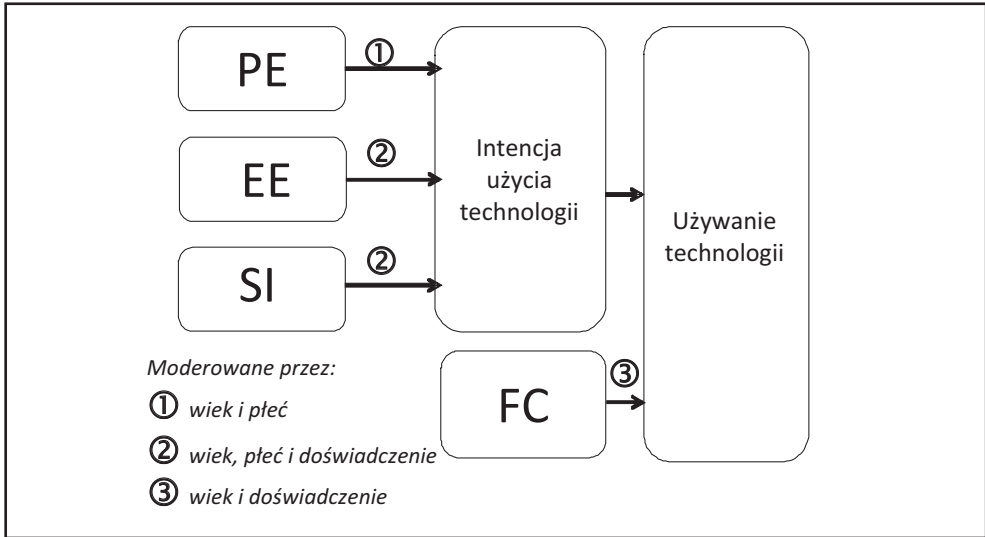 PE
①
EE
②
SI
②
Intencja
użycia
technologii
Używanie
technologii
FC
③
Moderowane przez:
① wiek i płeć
② wiek, płeć i doświadczenie
③ wiek i doświadczenie